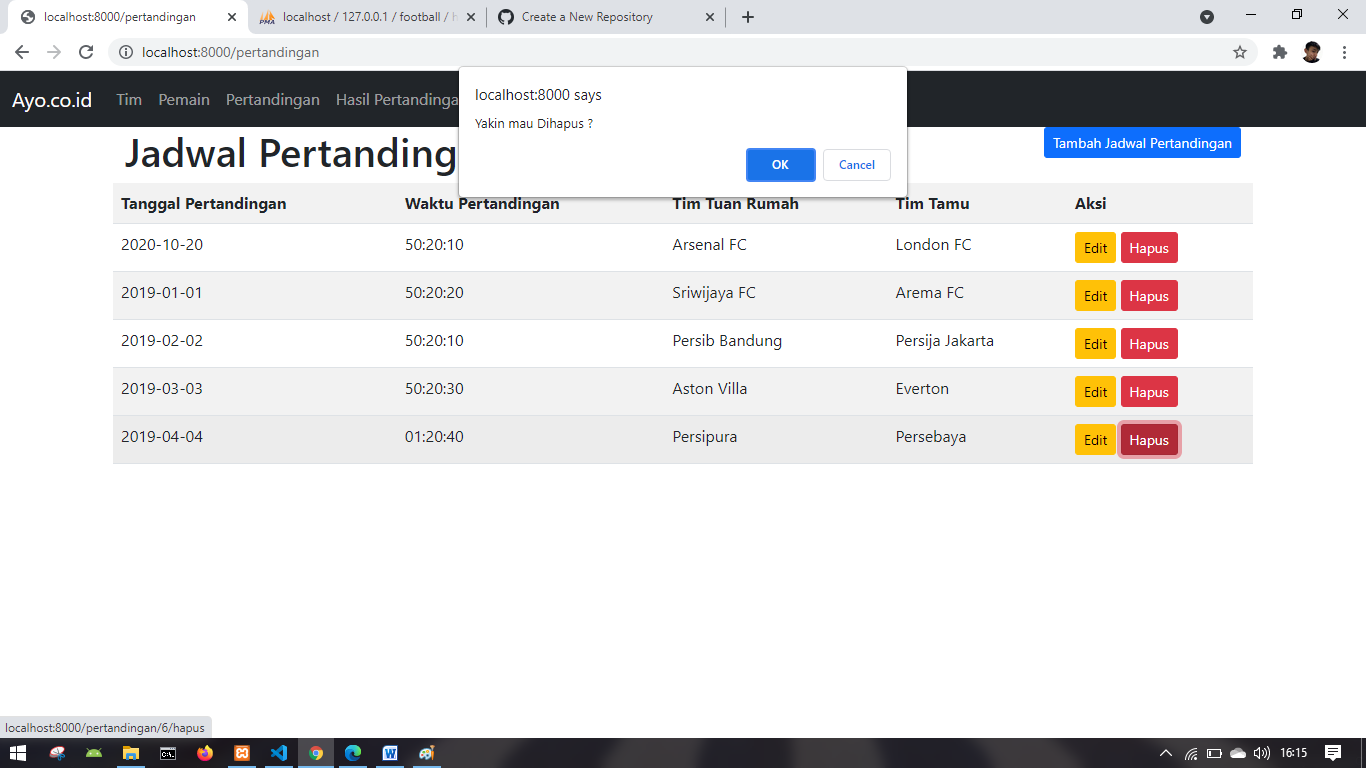 localhost:8000/pertandingan
localhost / 127.0.0.1 / football / h
Create a New Repository
localhost:8000/pertandingan
Ayo.co.id Tim Pemain Pertandingan Hasil Pertandinga
localhost:8000 says
Yakin mau Dihapus ?
OK Cancel
Jadwal Pertanding
Tambah Jadwal Pertandingan
Tanggal Pertandingan Waktu Pertandingan Tim Tuan Rumah Tim Tamu Aksi
2020-10-20 50:20:10 Arsenal FC London FC Edit Hapus
2019-01-01 50:20:20 Sriwijaya FC Arema FC Edit Hapus
2019-02-02 50:20:10 Persib Bandung Persija Jakarta Edit Hapus
2019-03-03 50:20:30 Aston Villa Everton Edit Hapus
2019-04-04 01:20:40 Persipura Persebaya Edit Hapus
localhost:8000/pertandingan/6/hapus
16:15